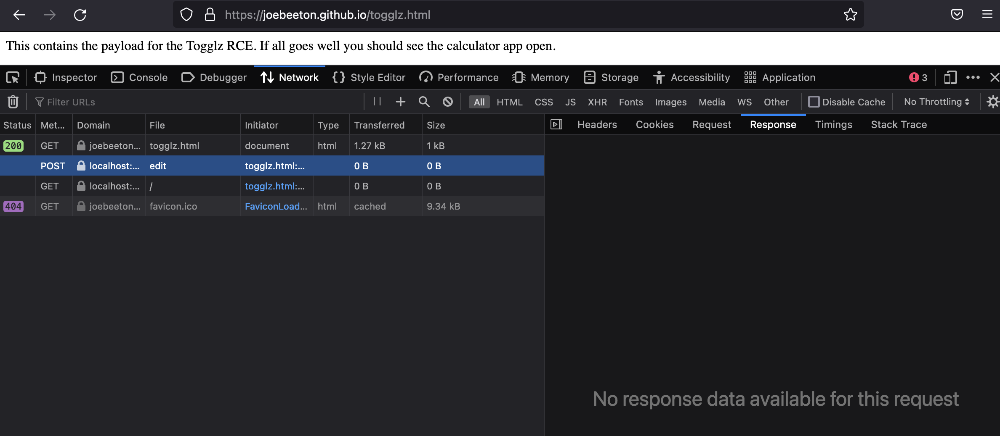 https://joebeeton.github.io/togglz.html
This contains the payload for the Togglz RCE. If all goes well you should see the calculator app open.
Inspector Console Debugger Network Style Editor Performance Memory Storage Accessibility Application 3
Filter URLs All HTML CSS JS XHR Fonts Images Media WS Other Disable Cache No Throttling
Status Met... Domain File Initiator Type Transferred Size Headers Cookies Request Response Timings Stack Trace
200 GET joebeeton... togglz.html document html 1.27 kB 1 kB
POST localhost:... edit togglz.html:... 0 B 0 B
GET localhost:... / togglz.html:... 0 B 0 B
404 GET joebeeton... favicon.ico FaviconLoad... html cached 9.34 kB
No response data available for this request